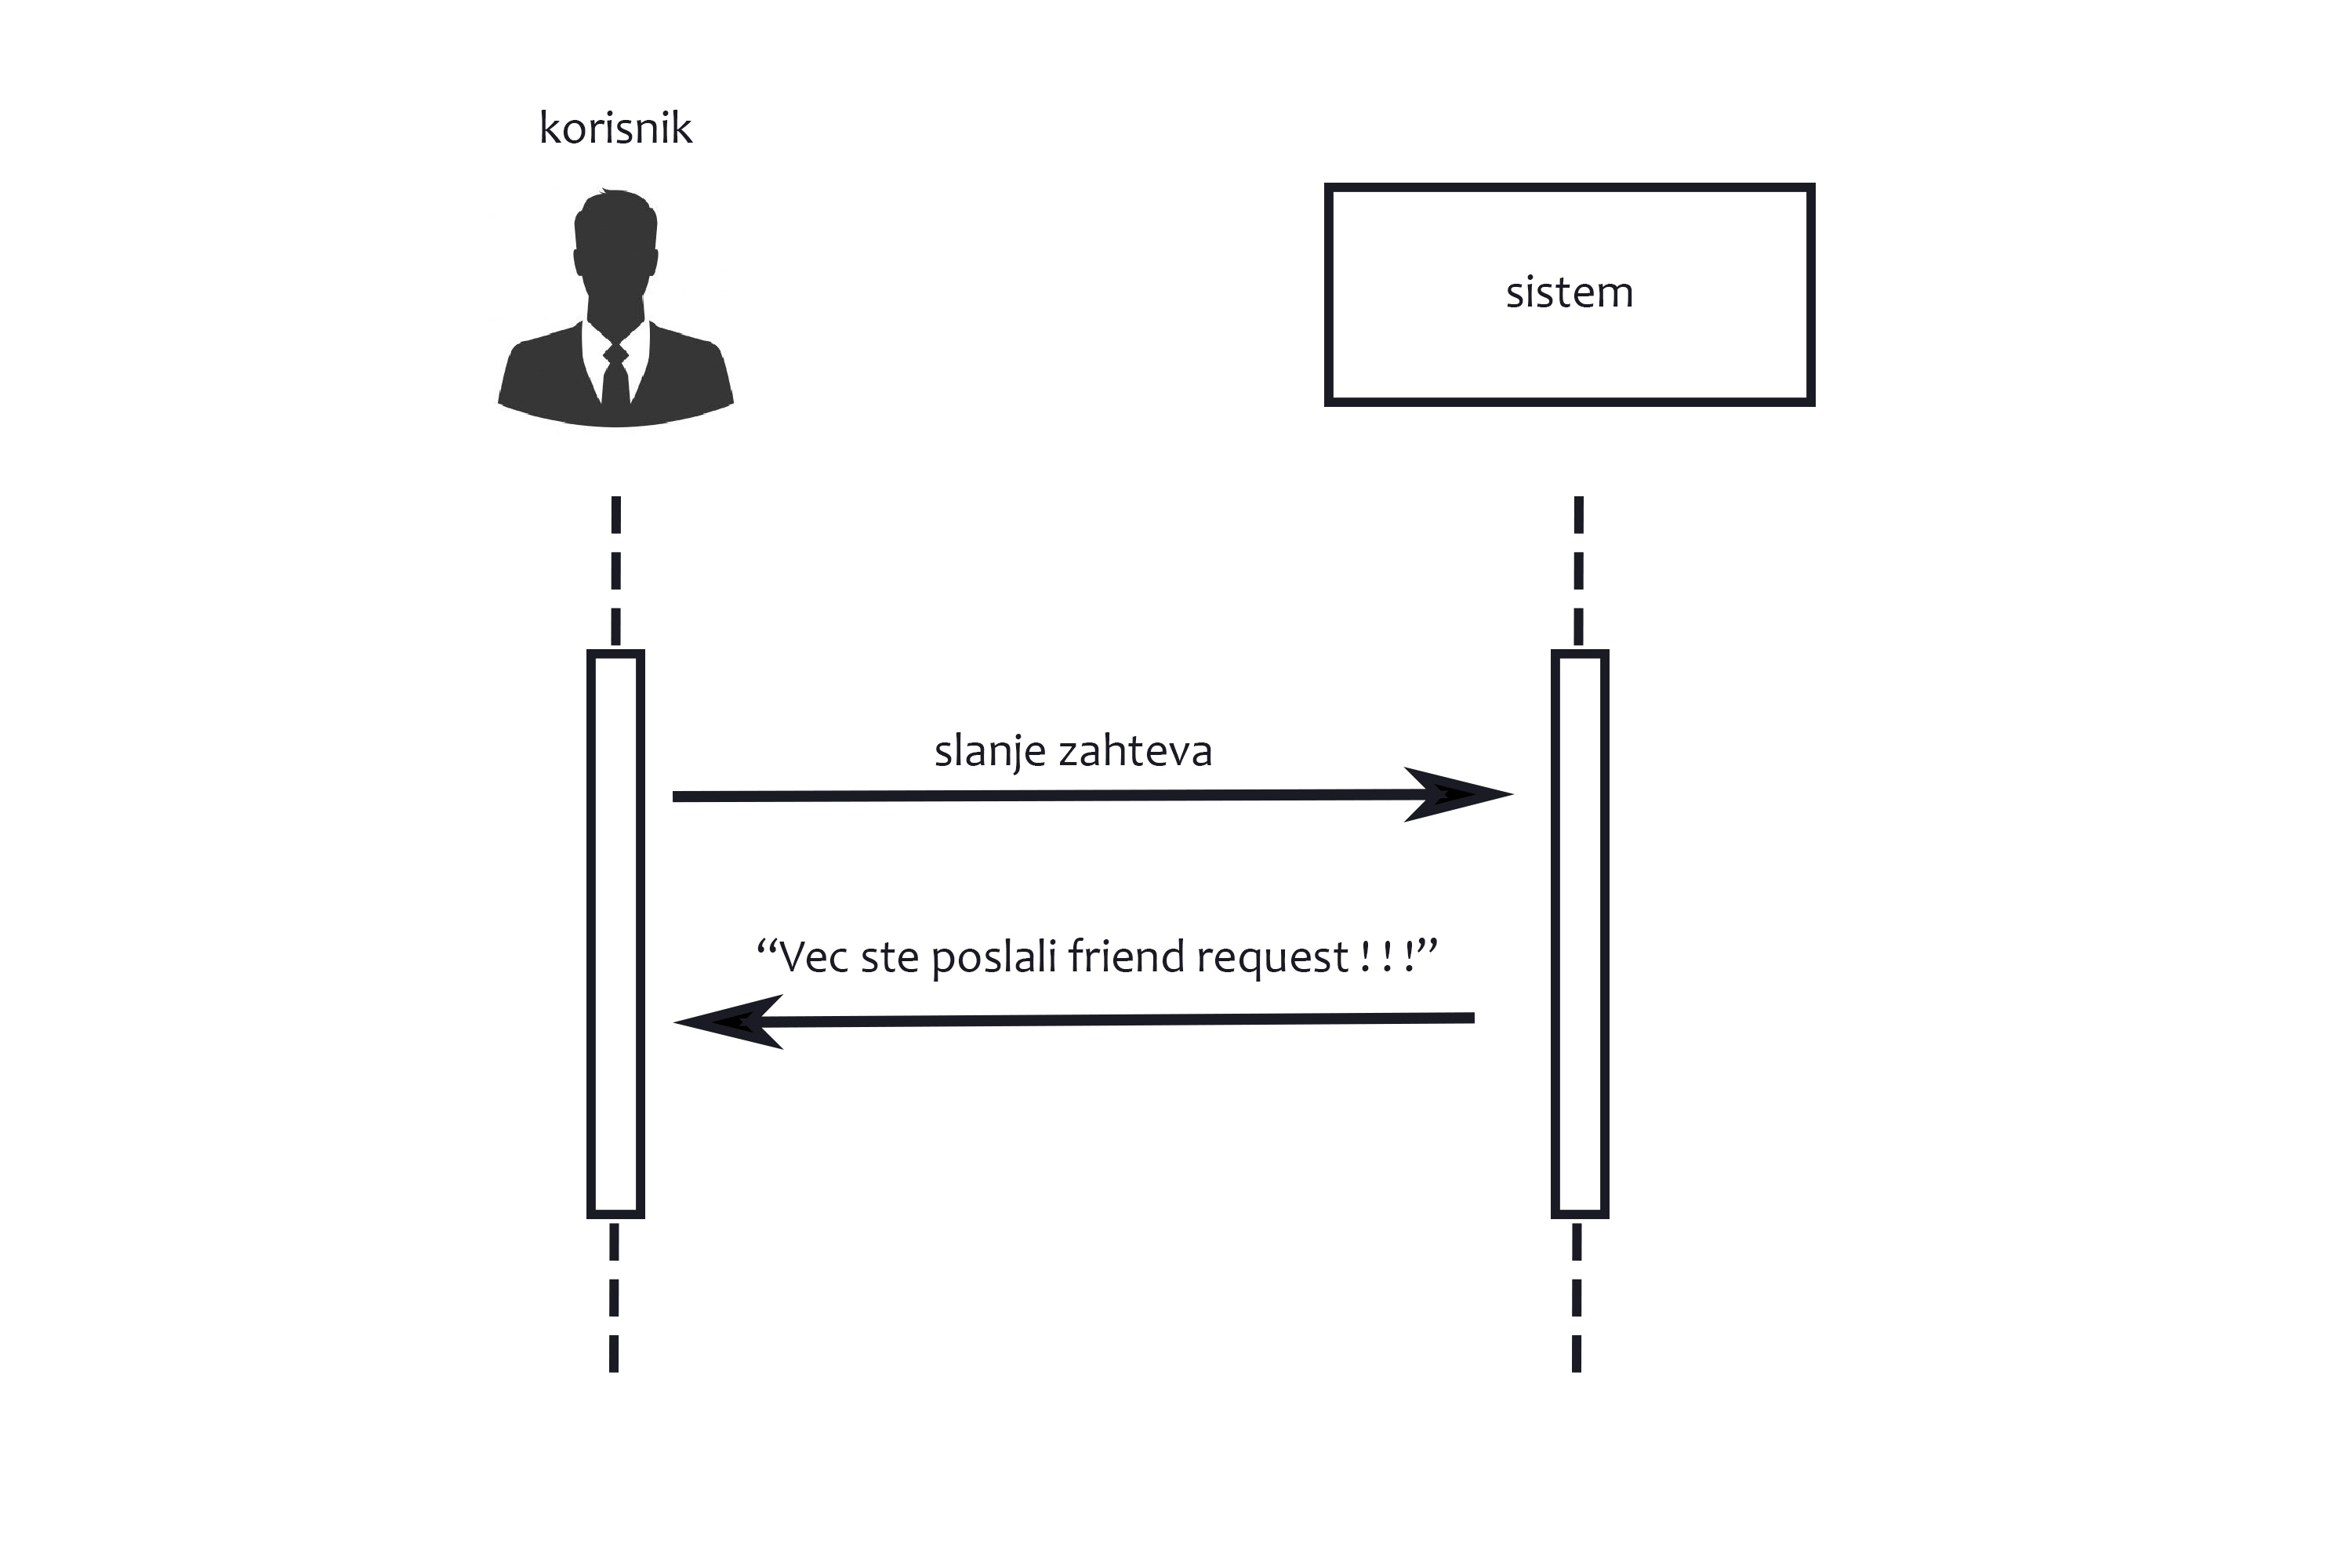 korisnik
sistem
slanje zahteva
“Vec ste poslali friend request ! ! !”